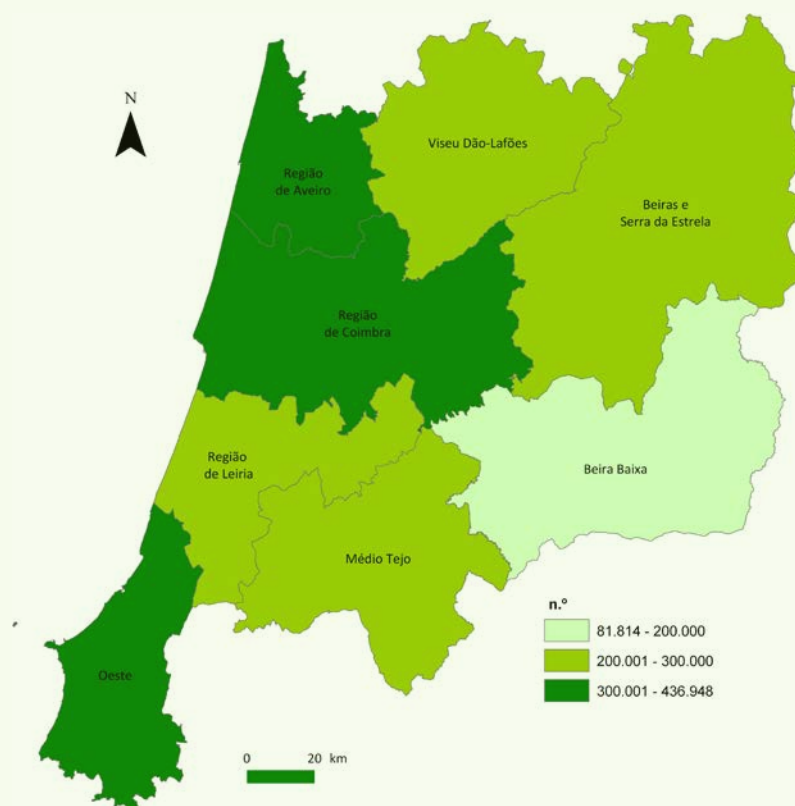 N
Viseu Dão-Lafões
Região
de Aveiro
Beiras e
Serra da Estrela
Região
de Coimbra
Região
de Leiria
Beira Baixa
Médio Tejo
n.º
81.814 - 200.000
200.001 - 300.000
300.001 - 436.948
Oeste
0 20 km